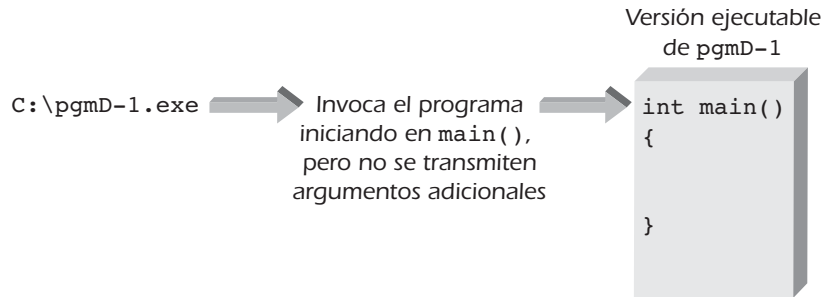 Versión ejecutable
de pgmD-1
C:\pgmD-1.exe
Invoca el programa
iniciando en main(),
pero no se transmiten
argumentos adicionales
int main()
{
}